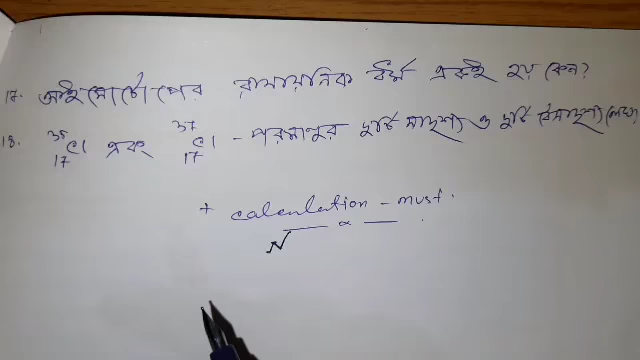 17. আইসোটোপের রাসায়নিক ধর্ম একই হয় কেন?
18. ³⁵₁₇Cl এবং ³⁷₁₇Cl - পরমাণুর দুটি সাদৃশ্য ও দুটি বৈসাদৃশ্য লেখ?
+ calculation - must.